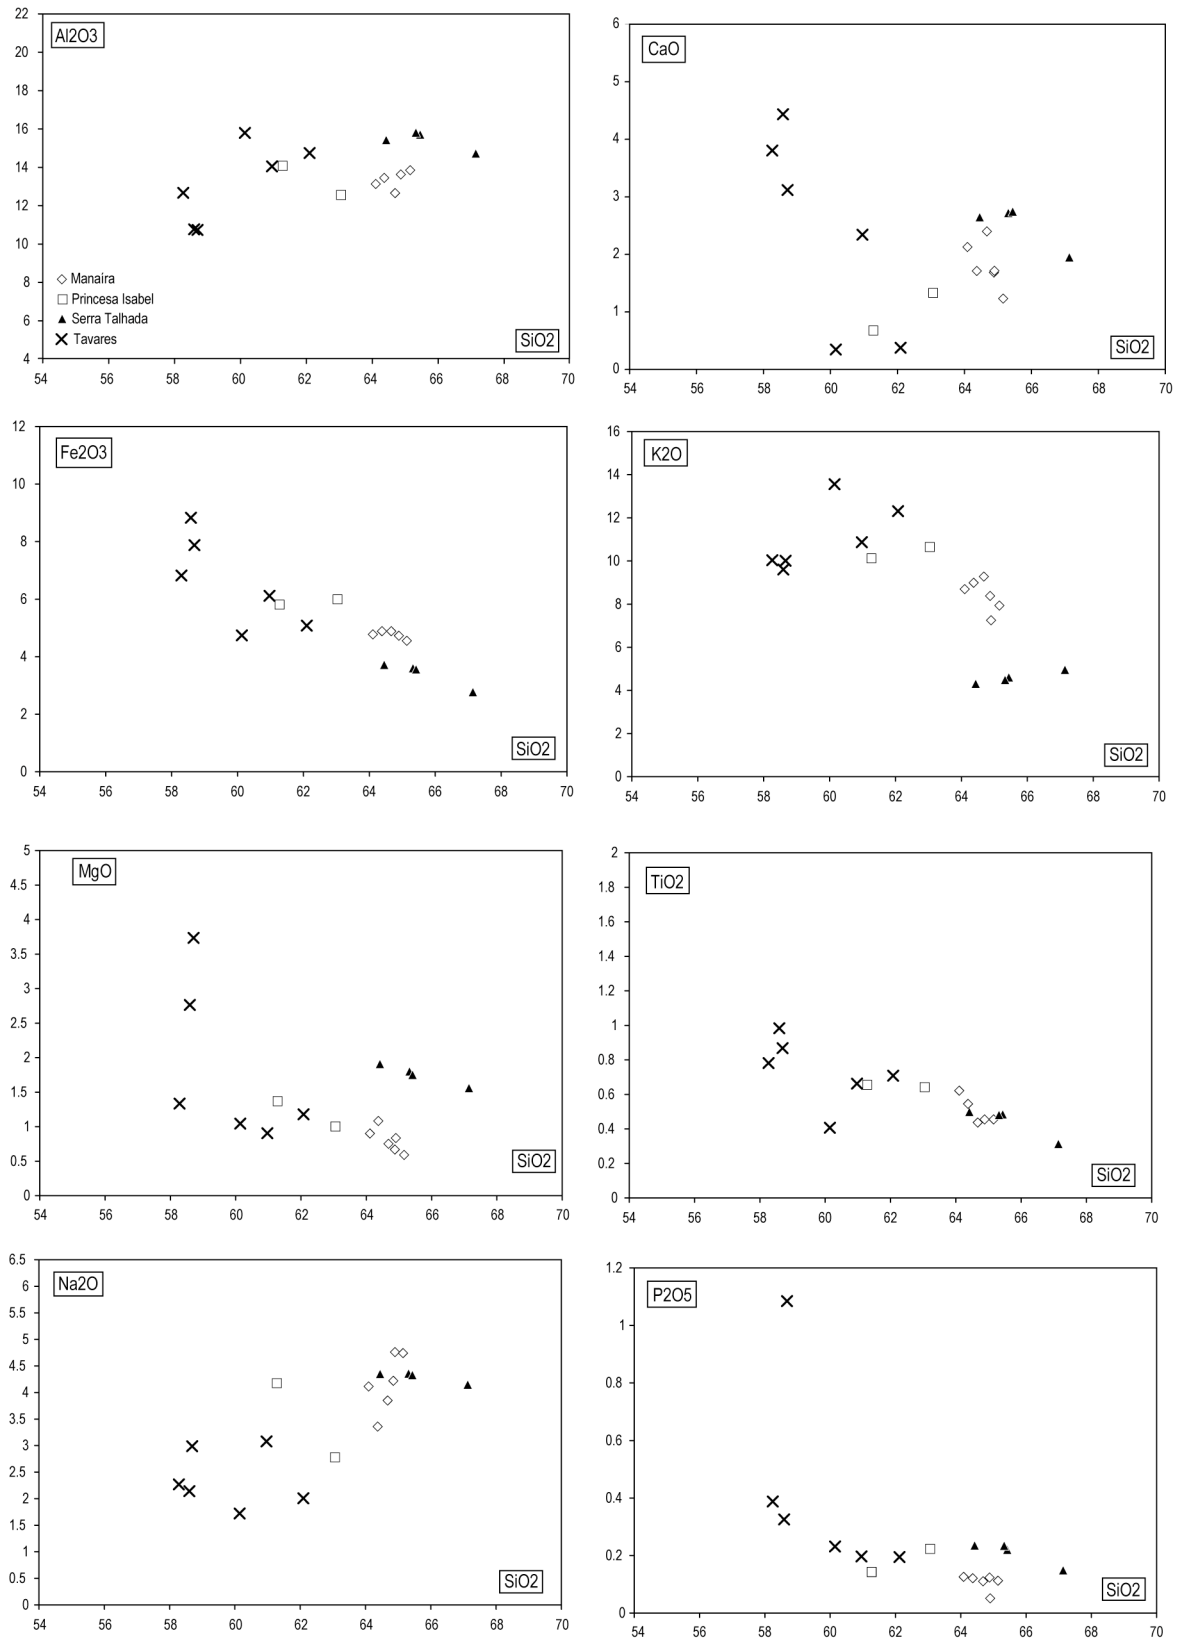 Al2O3
22
20
18
16
14
12
10
8
6
4
Manaira
Princesa Isabel
Serra Talhada
Tavares
SiO2
54 56 58 60 62 64 66 68 70
CaO
6
5
4
3
2
1
0
SiO2
54 56 58 60 62 64 66 68 70
Fe2O3
12
10
8
6
4
2
0
SiO2
54 56 58 60 62 64 66 68 70
K2O
16
14
12
10
8
6
4
2
0
SiO2
54 56 58 60 62 64 66 68 70
MgO
5
4.5
4
3.5
3
2.5
2
1.5
1
0.5
0
SiO2
54 56 58 60 62 64 66 68 70
TiO2
2
1.8
1.6
1.4
1.2
1
0.8
0.6
0.4
0.2
0
SiO2
54 56 58 60 62 64 66 68 70
Na2O
6.5
6
5.5
5
4.5
4
3.5
3
2.5
2
1.5
1
0.5
0
SiO2
54 56 58 60 62 64 66 68 70
P2O5
1.2
1
0.8
0.6
0.4
0.2
0
SiO2
54 56 58 60 62 64 66 68 70